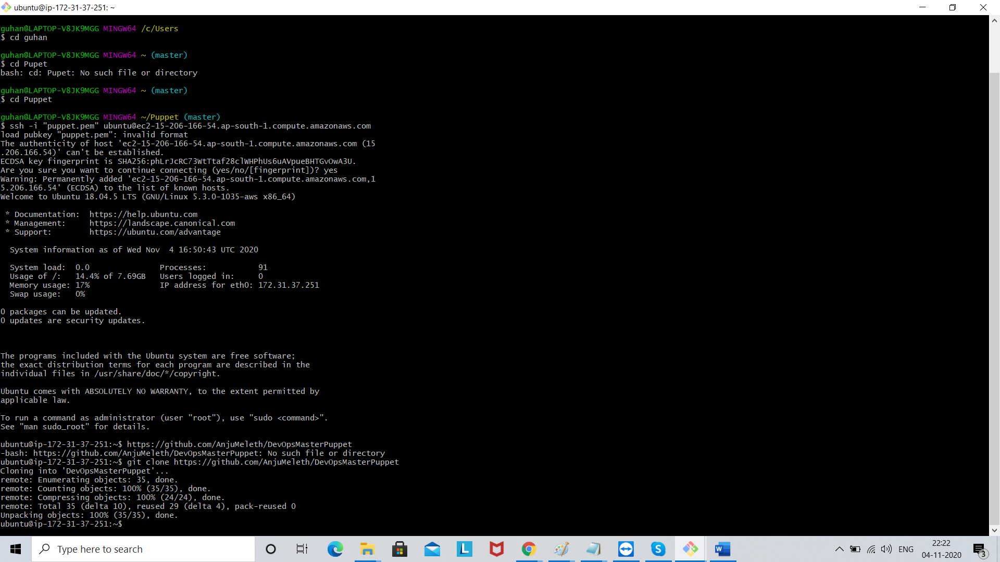 ubuntu@ip-172-31-37-251: ~
guhan@LAPTOP-V8JK9MGG MINGW64 /c/Users
$ cd guhan
guhan@LAPTOP-V8JK9MGG MINGW64 ~ (master)
$ cd Pupet
bash: cd: Pupet: No such file or directory
guhan@LAPTOP-V8JK9MGG MINGW64 ~ (master)
$ cd Puppet
guhan@LAPTOP-V8JK9MGG MINGW64 ~/Puppet (master)
$ ssh -i "puppet.pem" ubuntu@ec2-15-206-166-54.ap-south-1.compute.amazonaws.com
load pubkey "puppet.pem": invalid format
The authenticity of host 'ec2-15-206-166-54.ap-south-1.compute.amazonaws.com (15
.206.166.54)' can't be established.
ECDSA key fingerprint is SHA256:phLrJcRC73WtTtaf28clWHPhUs6uAVpueBHTGvOwA3U.
Are you sure you want to continue connecting (yes/no/[fingerprint])? yes
Warning: Permanently added 'ec2-15-206-166-54.ap-south-1.compute.amazonaws.com,1
5.206.166.54' (ECDSA) to the list of known hosts.
Welcome to Ubuntu 18.04.5 LTS (GNU/Linux 5.3.0-1035-aws x86_64)
* Documentation:  https://help.ubuntu.com
* Management:     https://landscape.canonical.com
* Support:        https://ubuntu.com/advantage
System information as of Wed Nov  4 16:50:43 UTC 2020
System load:  0.0               Processes:           91
Usage of /:   14.4% of 7.69GB   Users logged in:     0
Memory usage: 17%               IP address for eth0: 172.31.37.251
Swap usage:   0%
0 packages can be updated.
0 updates are security updates.
The programs included with the Ubuntu system are free software;
the exact distribution terms for each program are described in the
individual files in /usr/share/doc/*/copyright.
Ubuntu comes with ABSOLUTELY NO WARRANTY, to the extent permitted by
applicable law.
To run a command as administrator (user "root"), use "sudo <command>".
See "man sudo_root" for details.
ubuntu@ip-172-31-37-251:~$ https://github.com/AnjuMeleth/DevOpsMasterPuppet
-bash: https://github.com/AnjuMeleth/DevOpsMasterPuppet: No such file or directory
ubuntu@ip-172-31-37-251:~$ git clone https://github.com/AnjuMeleth/DevOpsMasterPuppet
Cloning into 'DevOpsMasterPuppet'...
remote: Enumerating objects: 35, done.
remote: Counting objects: 100% (35/35), done.
remote: Compressing objects: 100% (24/24), done.
remote: Total 35 (delta 10), reused 29 (delta 4), pack-reused 0
Unpacking objects: 100% (35/35), done.
ubuntu@ip-172-31-37-251:~$
Type here to search
L
S
W
ENG
22:22
04-11-2020
3